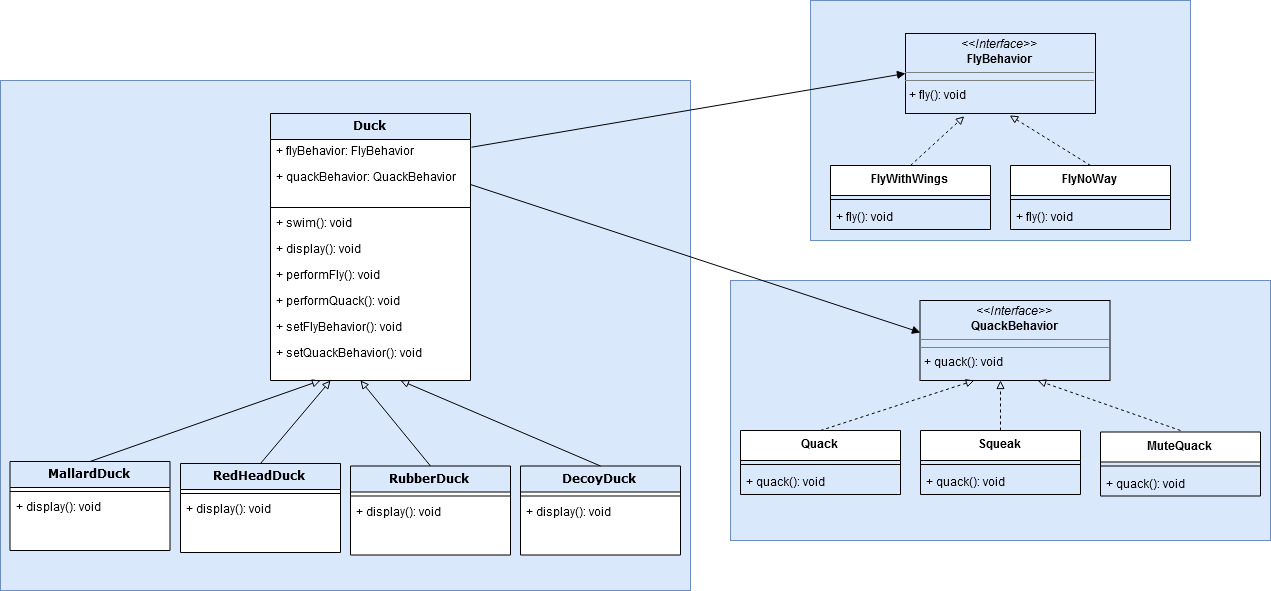 <<Interface>>
FlyBehavior
+ fly(): void
FlyWithWings
+ fly(): void
FlyNoWay
+ fly(): void
Duck
+ flyBehavior: FlyBehavior
+ quackBehavior: QuackBehavior
+ swim(): void
+ display(): void
+ performFly(): void
+ performQuack(): void
+ setFlyBehavior(): void
+ setQuackBehavior(): void
<<Interface>>
QuackBehavior
+ quack(): void
Quack
+ quack(): void
Squeak
+ quack(): void
MuteQuack
+ quack(): void
MallardDuck
+ display(): void
RedHeadDuck
+ display(): void
RubberDuck
+ display(): void
DecoyDuck
+ display(): void